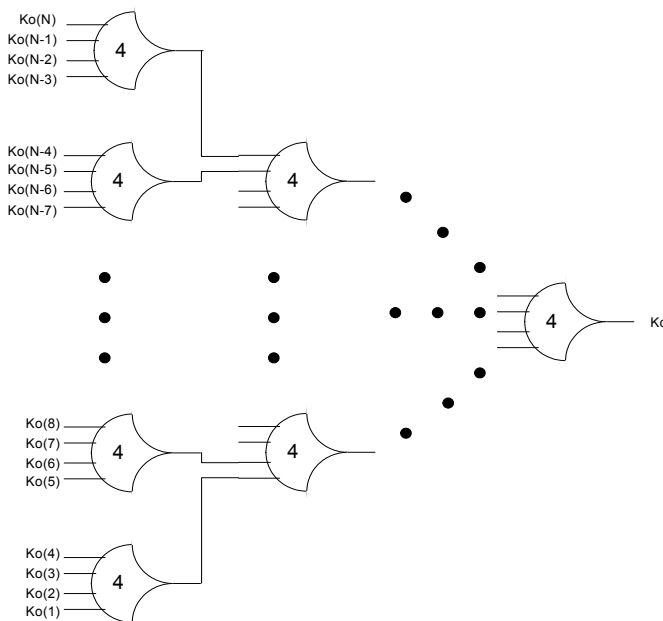 Ko(N)
Ko(N-1)
Ko(N-2)
Ko(N-3)
4
Ko(N-4)
Ko(N-5)
Ko(N-6)
Ko(N-7)
4
4
4
Ko
Ko(8)
Ko(7)
Ko(6)
Ko(5)
4
4
Ko(4)
Ko(3)
Ko(2)
Ko(1)
4